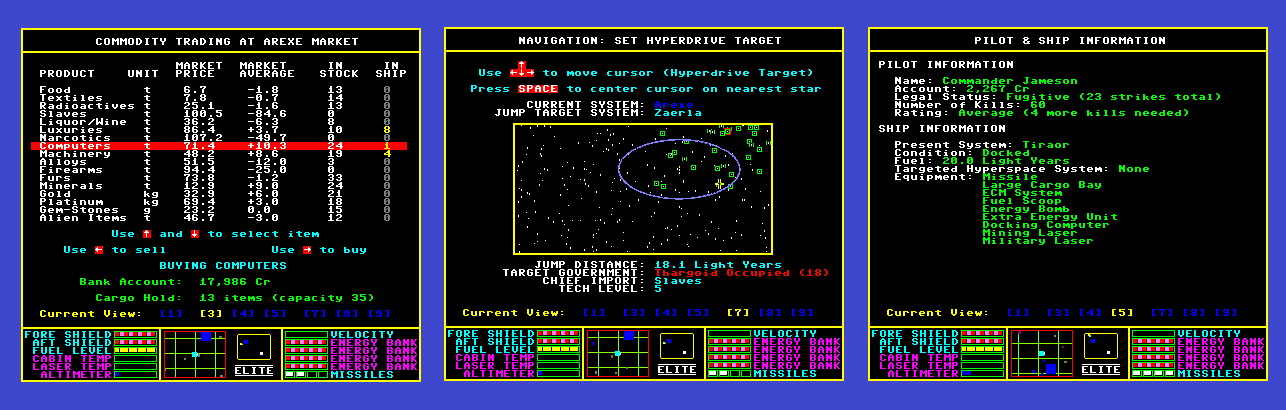 COMMODITY TRADING AT AREXE MARKET
MARKET MARKET IN IN
PRODUCT UNIT PRICE AVERAGE STOCK SHIP
Food t 6.7 -1.8 13 0
Textiles t 7.8 -0.7 14 0
Radioactives t 25.1 -1.6 3 0
Slaves t 100.5 -84.6 0 0
Liquor/Wine t 36.2 -6.3 8 0
Luxuries t 86.4 +3.7 10 8
Narcotics t 107.2 -49.7 0 0
Computers t 71.4 +10.3 24 1
Machinery t 48.2 +8.6 19 4
Alloys t 51.5 -12.0 3 0
Firearms t 94.4 -25.0 0 0
Furs t 73.8 -1.2 33 0
Minerals t 12.9 +9.0 24 0
Gold kg 32.9 +6.0 21 0
Platinum kg 69.4 +3.0 18 0
Gem-Stones g 23.2 0.0 15 0
Alien Items t 48.7 -3.0 12 0
Use ↑ and ↓ to select item
Use ← to sell Use → to buy
BUYING COMPUTERS
Bank Account: 17,986 Cr
Cargo Hold: 13 items (capacity 35)
Current View: [1] [3] [4] [5] [7] [8] [9]
FORE SHIELD VELOCITY
AFT SHIELD ENERGY BANK
FUEL LEVEL ENERGY BANK
CABIN TEMP ENERGY BANK
LASER TEMP ENERGY BANK
ALTIMETER ELITE MISSILES
NAVIGATION: SET HYPERDRIVE TARGET
Use ↑←↓→ to move cursor (Hyperdrive Target)
Press SPACE to center cursor on nearest star
CURRENT SYSTEM: Arexe
JUMP TARGET SYSTEM: Zaerla
JUMP DISTANCE: 18.1 Light Years
TARGET GOVERNMENT: Thargoid Occupied (18)
CHIEF IMPORT: Slaves
TECH LEVEL: 5
Current View: [1] [3] [4] [5] [7] [8] [9]
FORE SHIELD VELOCITY
AFT SHIELD ENERGY BANK
FUEL LEVEL ENERGY BANK
CABIN TEMP ENERGY BANK
LASER TEMP ENERGY BANK
ALTIMETER ELITE MISSILES
PILOT & SHIP INFORMATION
PILOT INFORMATION
Name: Commander Jameson
Account: 2,267 Cr
Legal Status: Fugitive (23 strikes total)
Number of Kills: 60
Rating: Average (4 more kills needed)
SHIP INFORMATION
Present System: Tiraor
Condition: Docked
Fuel: 20.0 Light Years
Targeted Hyperspace System: None
Equipment: Missile
Large Cargo Bay
ECM System
Fuel Scoop
Energy Bomb
Extra Energy Unit
Docking Computer
Mining Laser
Military Laser
Current View: [1] [3] [4] [5] [7] [8] [9]
FORE SHIELD VELOCITY
AFT SHIELD ENERGY BANK
FUEL LEVEL ENERGY BANK
CABIN TEMP ENERGY BANK
LASER TEMP ENERGY BANK
ALTIMETER ELITE MISSILES